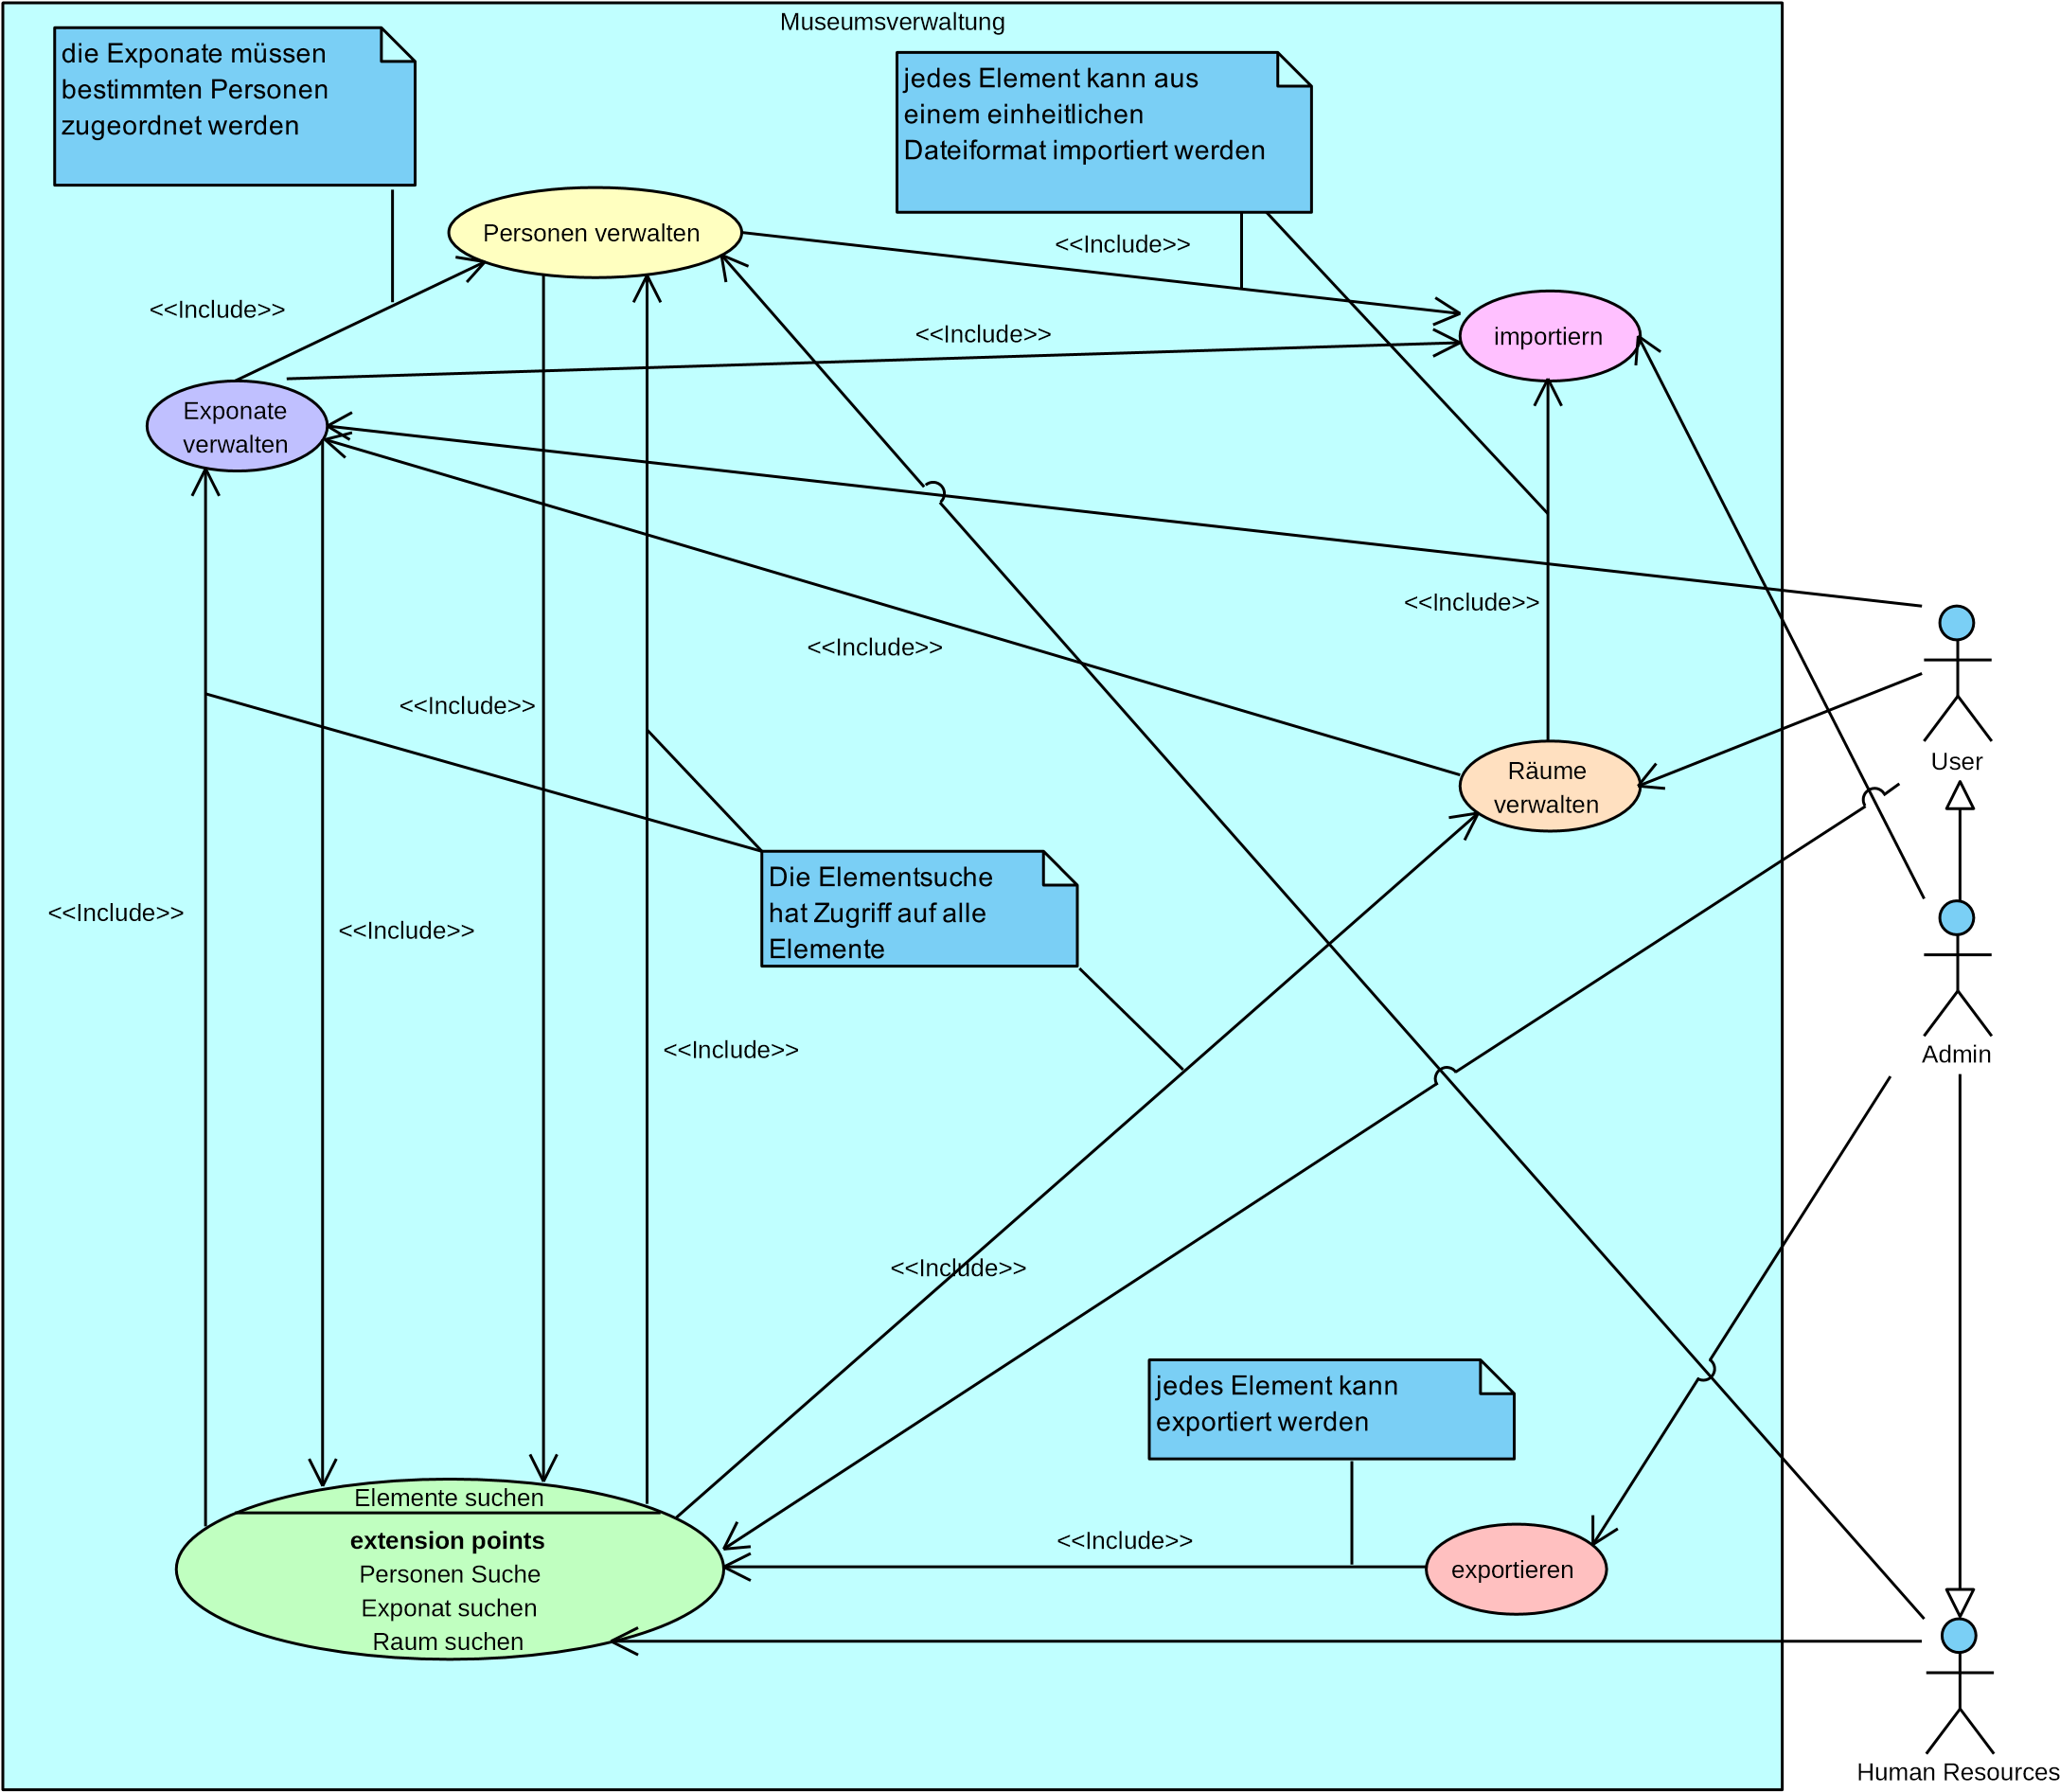 Museumsverwaltung
die Exponate müssen
bestimmten Personen
zugeordnet werden
jedes Element kann aus
einem einheitlichen
Dateiformat importiert werden
Personen verwalten
<<Include>>
<<Include>>
<<Include>>
importiern
Exponate
verwalten
<<Include>>
<<Include>>
<<Include>>
User
Räume
verwalten
Die Elementsuche
hat Zugriff auf alle
Elemente
<<Include>>
<<Include>>
<<Include>>
Admin
<<Include>>
jedes Element kann
exportiert werden
Elemente suchen
extension points
Personen Suche
Exponat suchen
Raum suchen
<<Include>>
exportieren
Human Resources